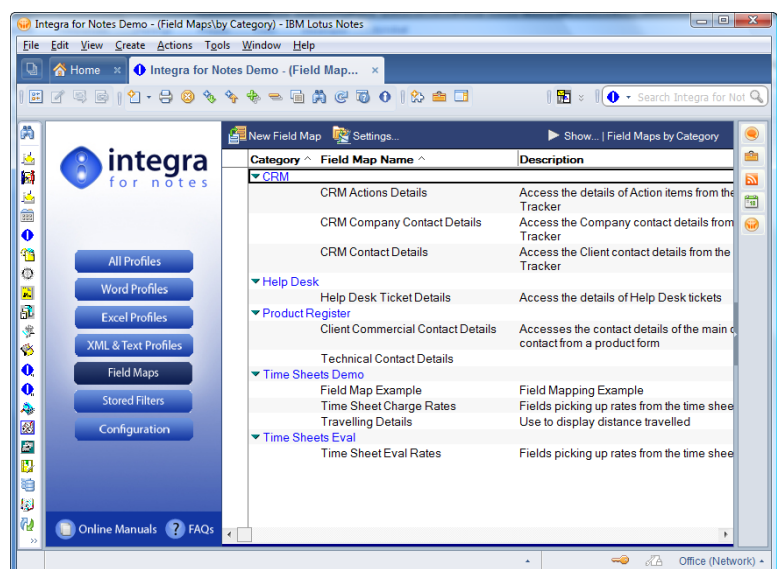 Integra for Notes Demo - (Field Maps\by Category) - IBM Lotus Notes
File Edit View Create Actions Tools Window Help
Home Integra for Notes Demo - (Field Map...
Search Integra for Not
New Field Map Settings... Show... | Field Maps by Category
integra
for notes
Category Field Map Name Description
CRM
CRM Actions Details Access the details of Action items from the
Tracker
CRM Company Contact Details Access the Company contact details from
Tracker
CRM Contact Details Access the Client contact details from the
Tracker
Help Desk
Help Desk Ticket Details Access the details of Help Desk tickets
Product Register
Client Commercial Contact Details Accesses the contact details of the main c
contact from a product form
Technical Contact Details
Time Sheets Demo
Field Map Example Field Mapping Example
Time Sheet Charge Rates Fields picking up rates from the time shee
Travelling Details Use to display distance travelled
Time Sheets Eval
Time Sheet Eval Rates Fields picking up rates from the time shee
All Profiles
Word Profiles
Excel Profiles
XML & Text Profiles
Field Maps
Stored Filters
Configuration
Online Manuals ? FAQs
Office (Network)